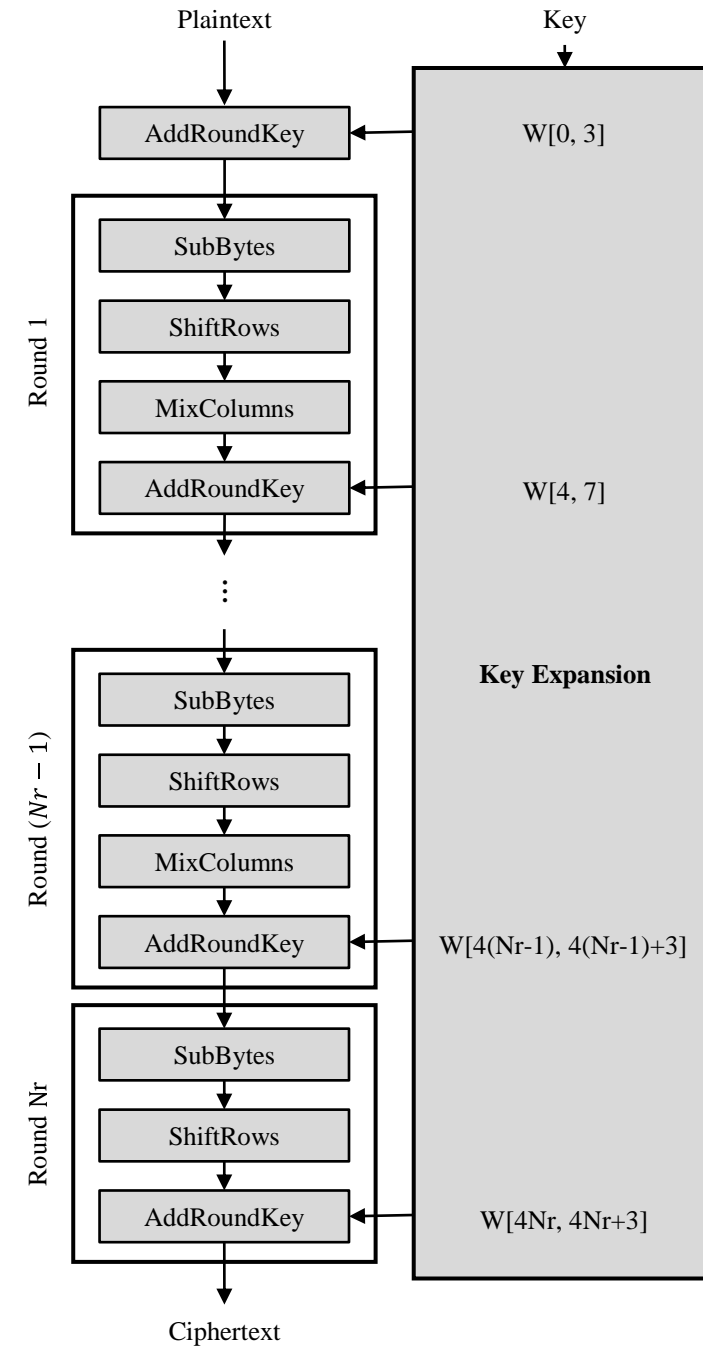 Plaintext
Key
AddRoundKey
W[0, 3]
Round 1
SubBytes
ShiftRows
MixColumns
AddRoundKey
W[4, 7]
...
Key Expansion
Round (Nr − 1)
SubBytes
ShiftRows
MixColumns
AddRoundKey
W[4(Nr-1), 4(Nr-1)+3]
Round Nr
SubBytes
ShiftRows
AddRoundKey
W[4Nr, 4Nr+3]
Ciphertext